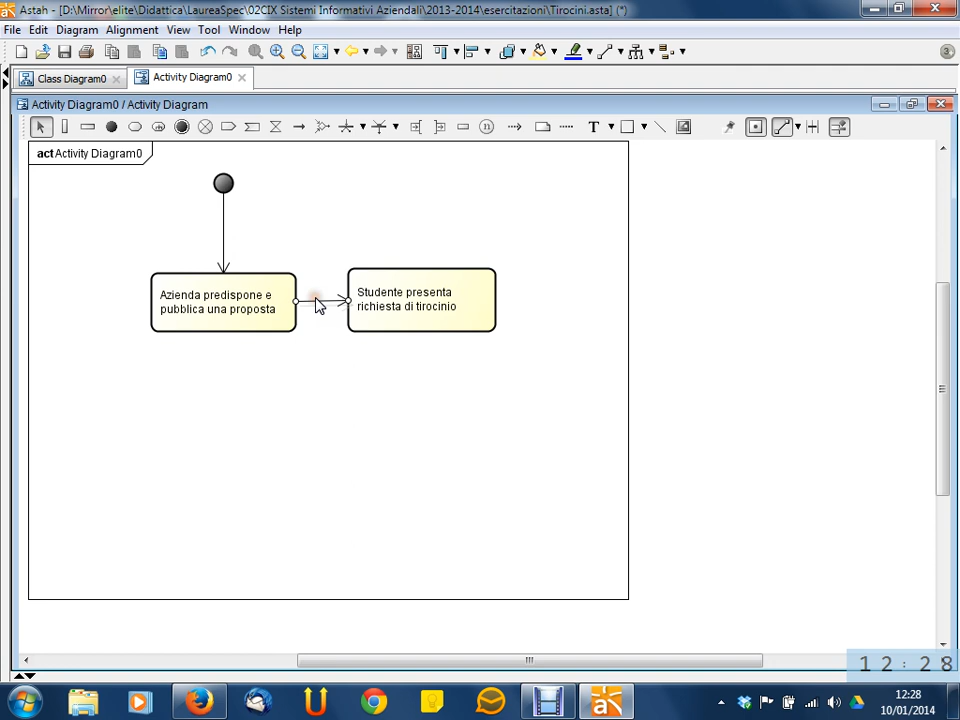 Astah - [D:\Mirror\elite\Didattica\LaureaSpec\02CIX Sistemi Informativi Aziendali\2013-2014\esercitazioni\Tirocini.asta] (*)
File Edit Diagram Alignment View Tool Window Help
3
Class Diagram0
Activity Diagram0
Activity Diagram0 / Activity Diagram
n
T
act Activity Diagram0
Azienda predispone e
pubblica una proposta
Studente presenta
richiesta di tirocinio
12:28
12:28
10/01/2014